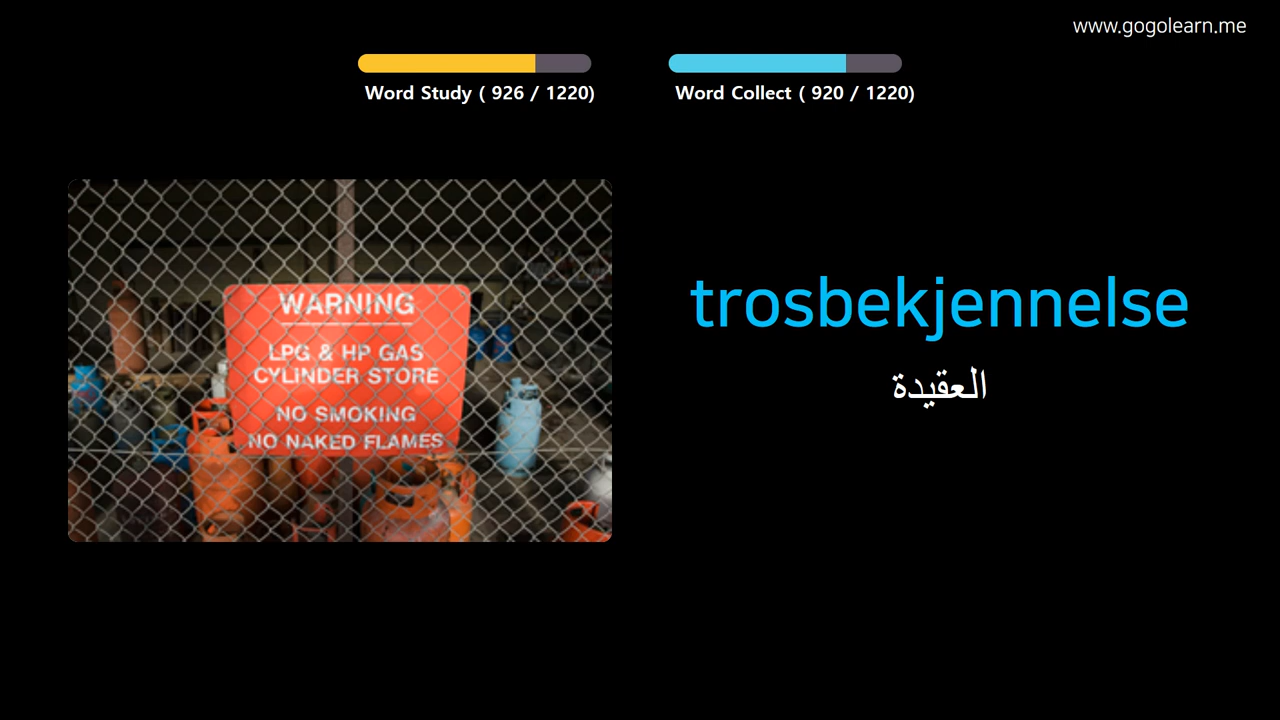 www.gogolearn.me
Word Study ( 926 / 1220)
Word Collect ( 920 / 1220)
WARNING
LPG & HP GAS
CYLINDER STORE
NO SMOKING
NO NAKED FLAMES
trosbekjennelse
العقيدة